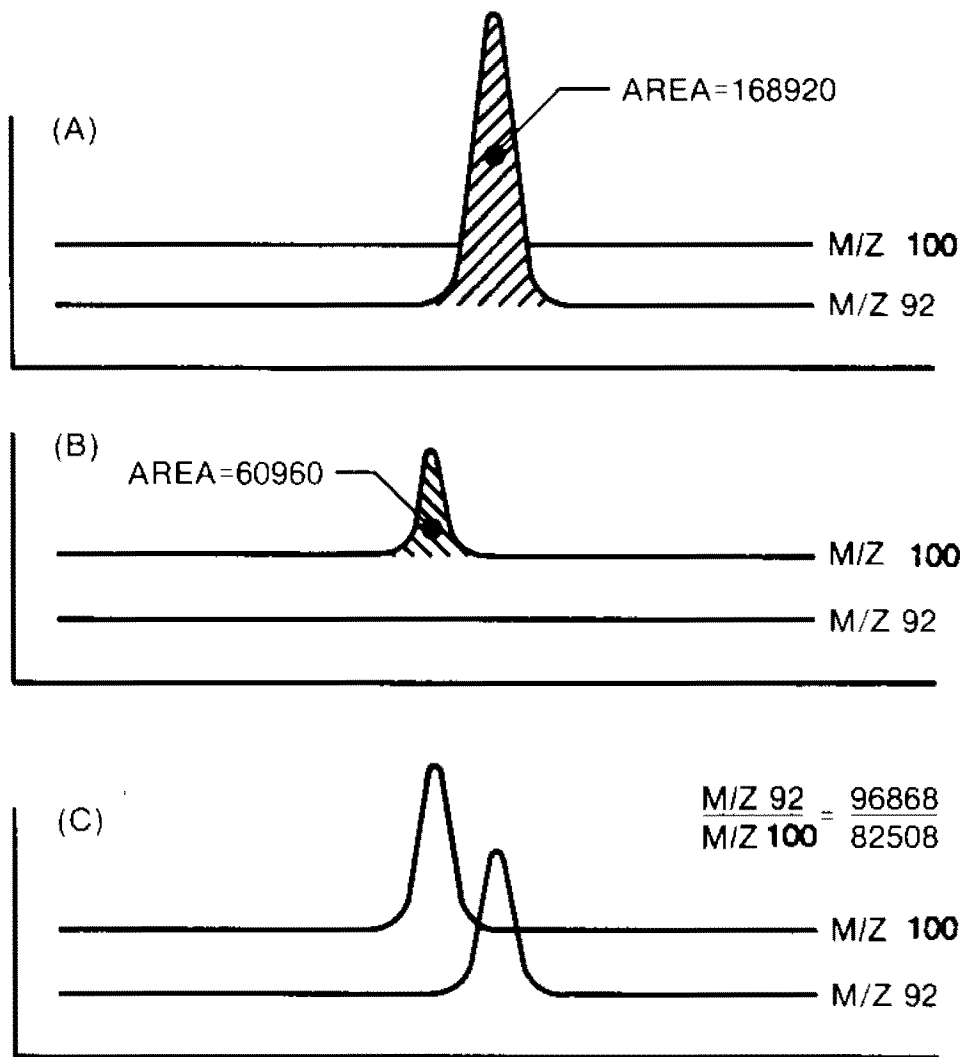 (A)
AREA=168920
M/Z 100
M/Z 92
(B)
AREA=60960
M/Z 100
M/Z 92
(C)
M/Z 92 = 96868
M/Z 100 82508
M/Z 100
M/Z 92